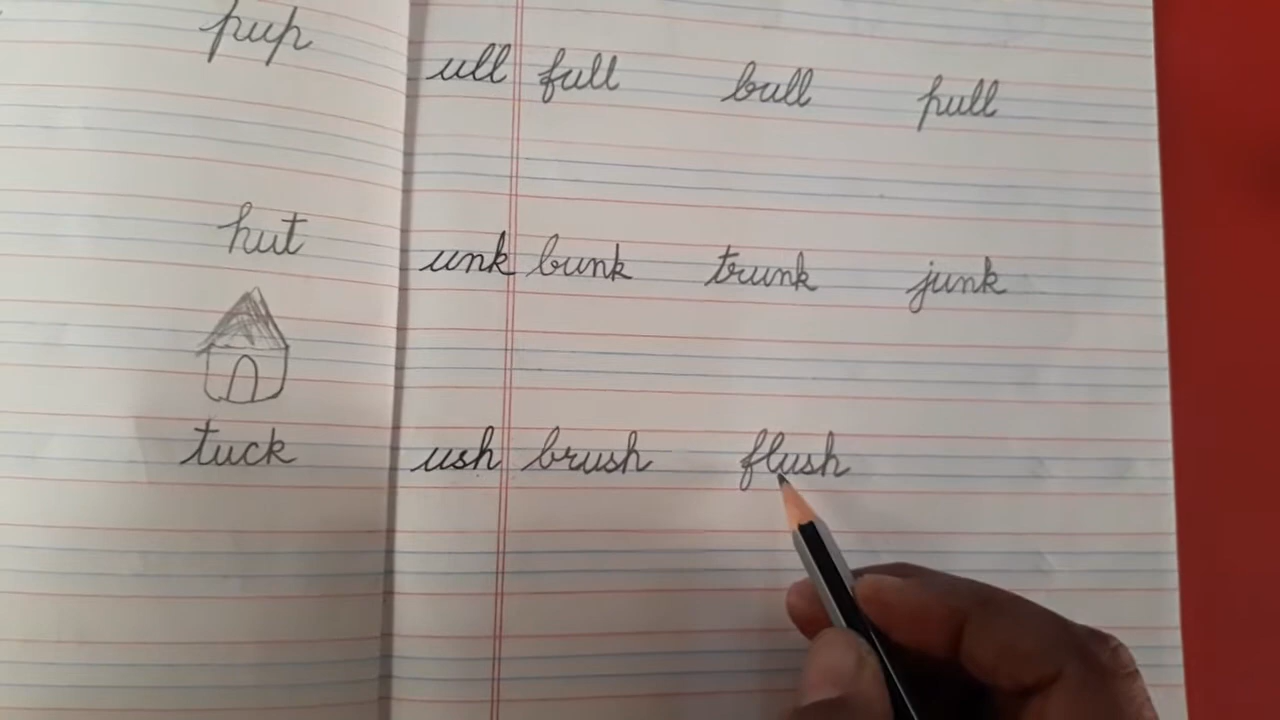 pup
hut
tuck
ull full bull pull
unk bunk trunk junk
ush brush flush